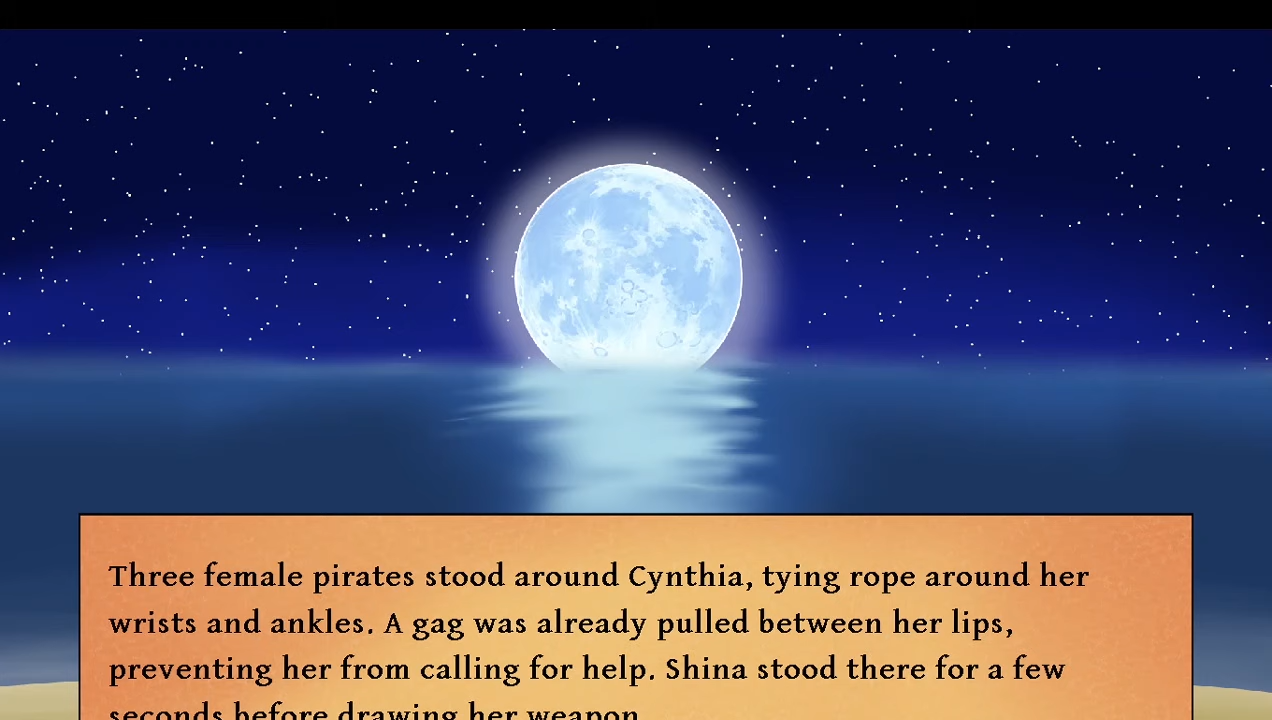 Three female pirates stood around Cynthia, tying rope around her
wrists and ankles. A gag was already pulled between her lips,
preventing her from calling for help. Shina stood there for a few
seconds before drawing her weapon.